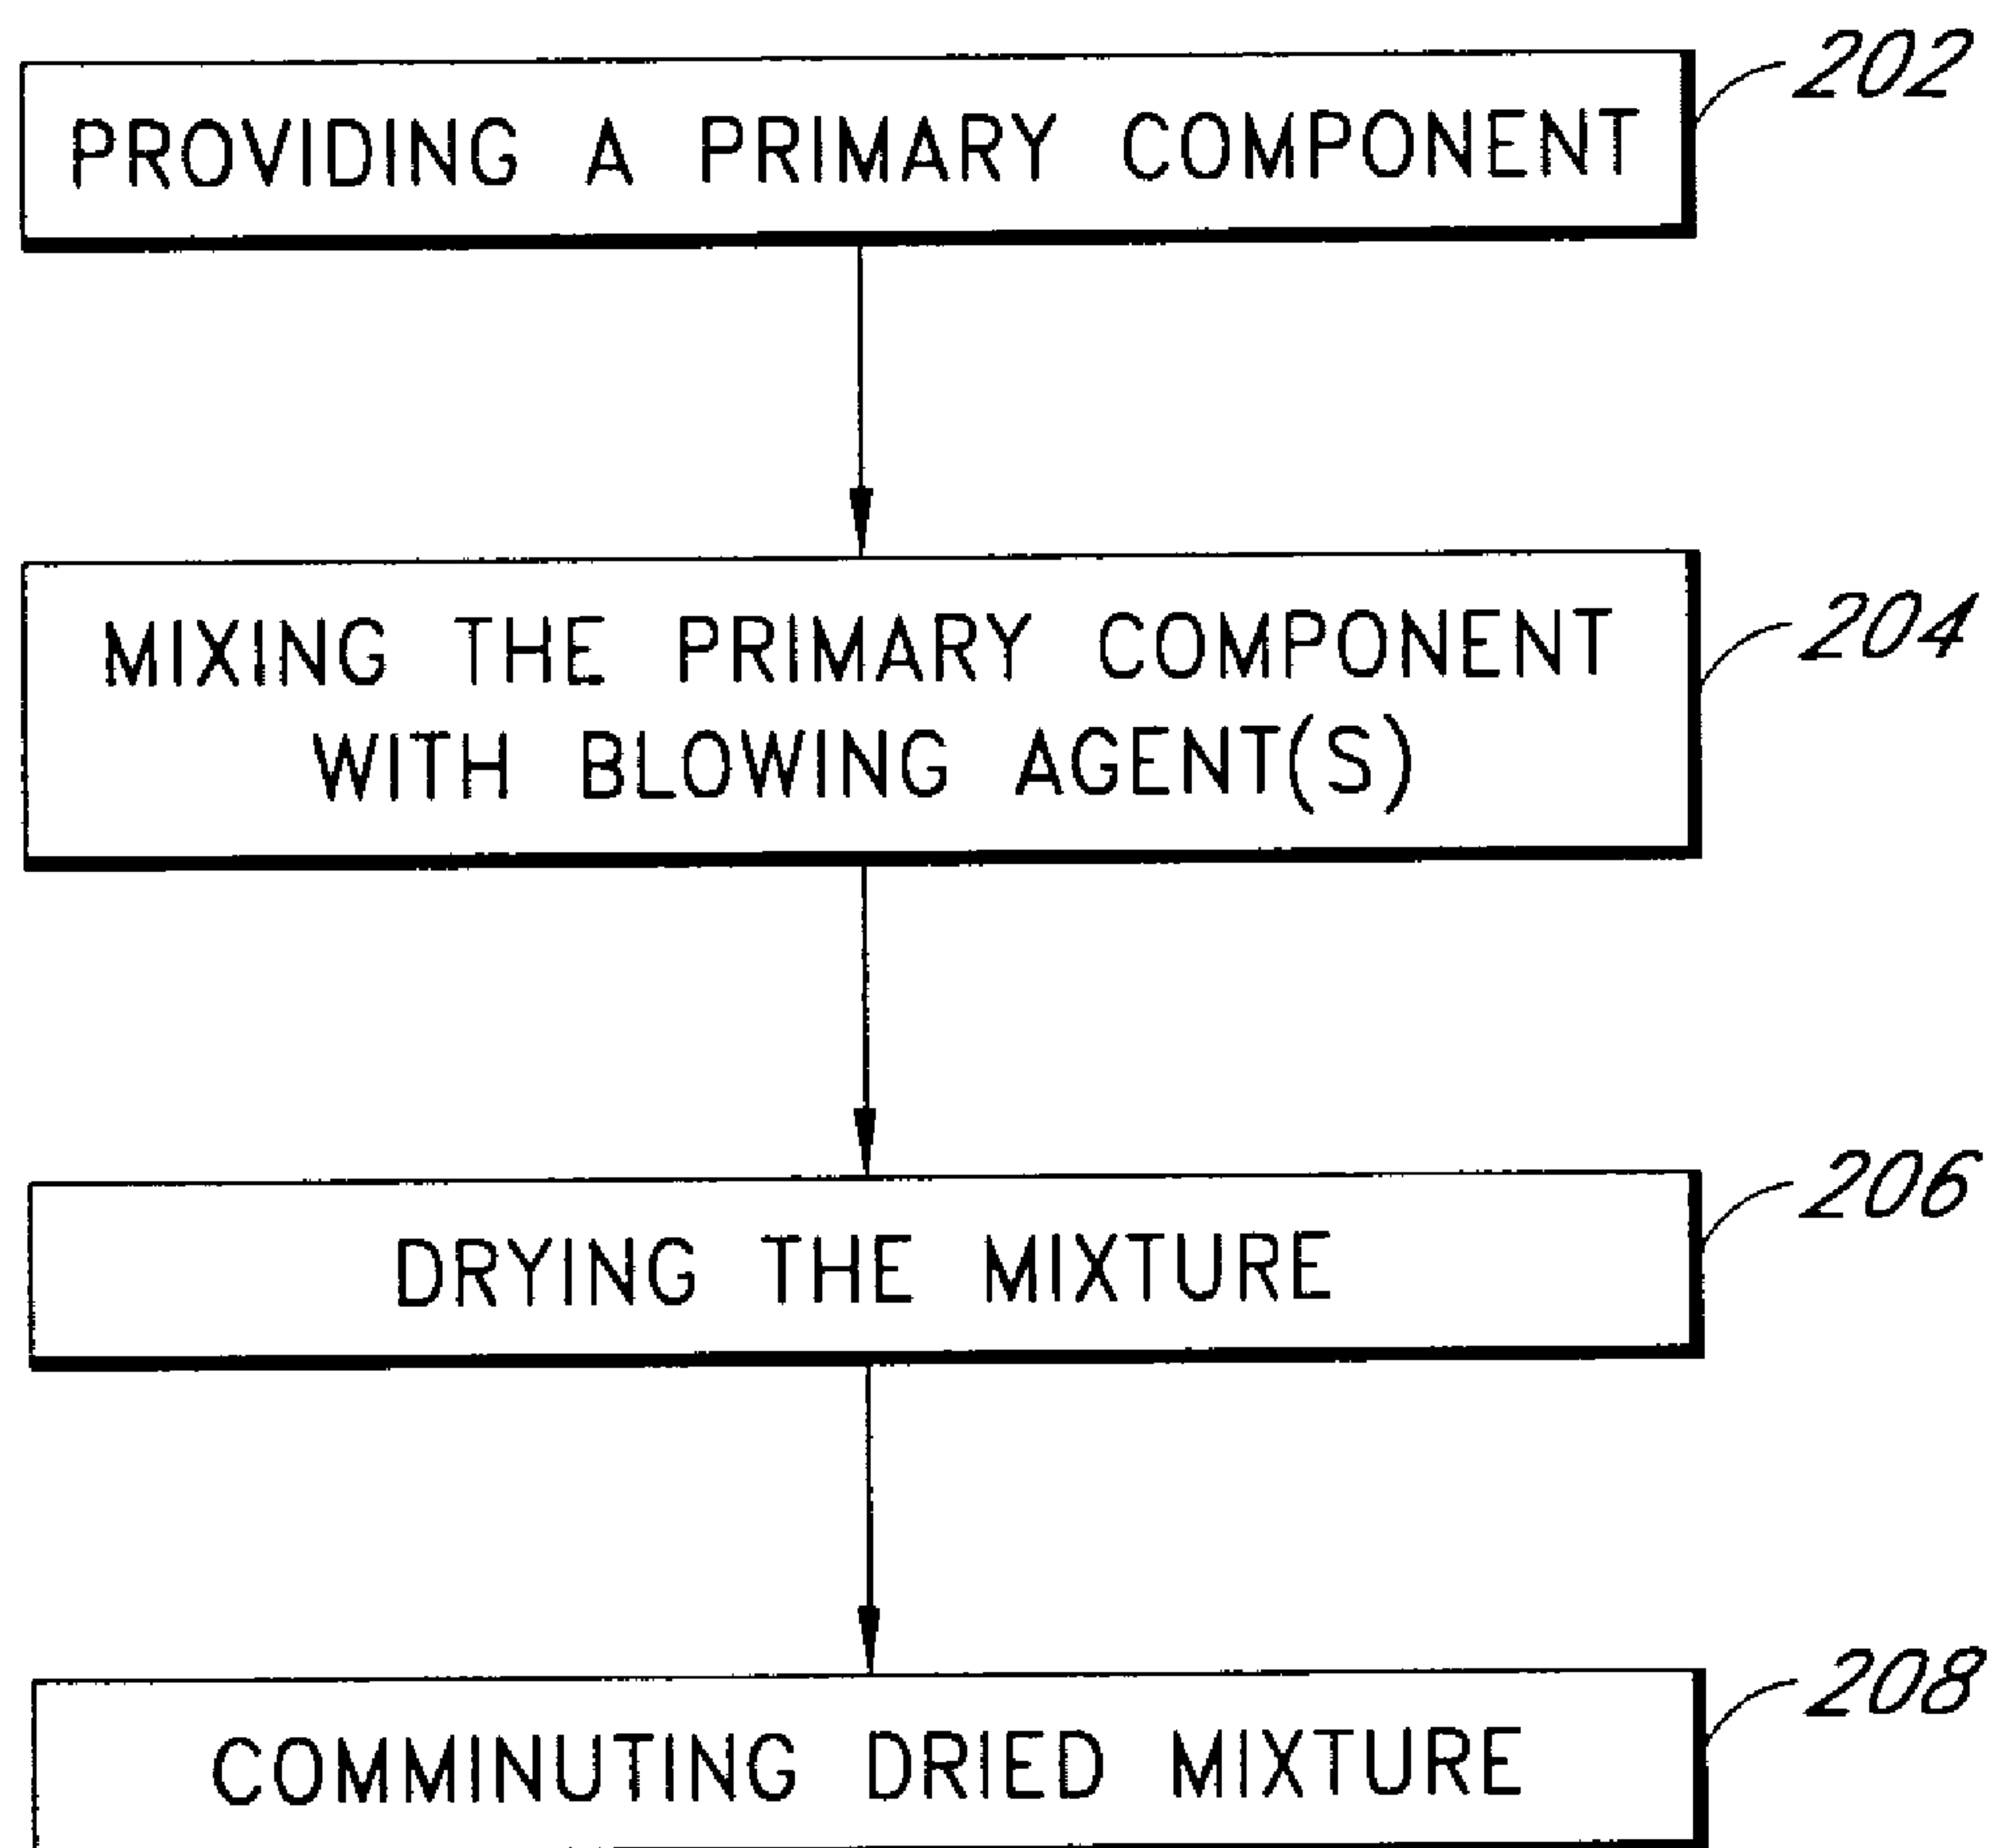 PROVIDING A PRIMARY COMPONENT
202
MIXING THE PRIMARY COMPONENT
WITH BLOWING AGENT(S)
204
DRYING THE MIXTURE
206
COMMINUTING DRIED MIXTURE
208